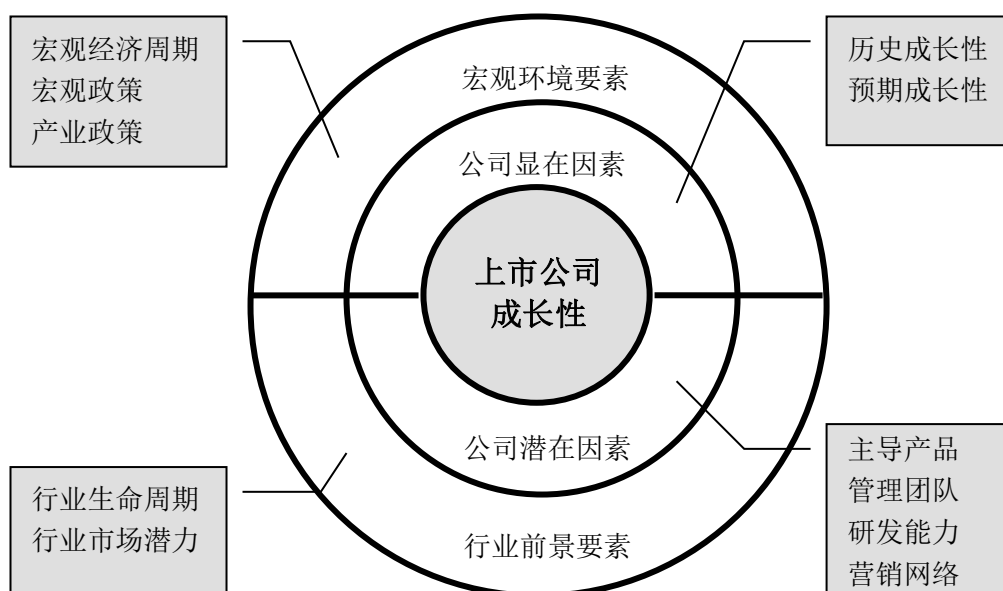 宏观经济周期
宏观政策
产业政策
历史成长性
预期成长性
宏观环境要素
公司显在因素
上市公司
成长性
公司潜在因素
行业前景要素
行业生命周期
行业市场潜力
主导产品
管理团队
研发能力
营销网络